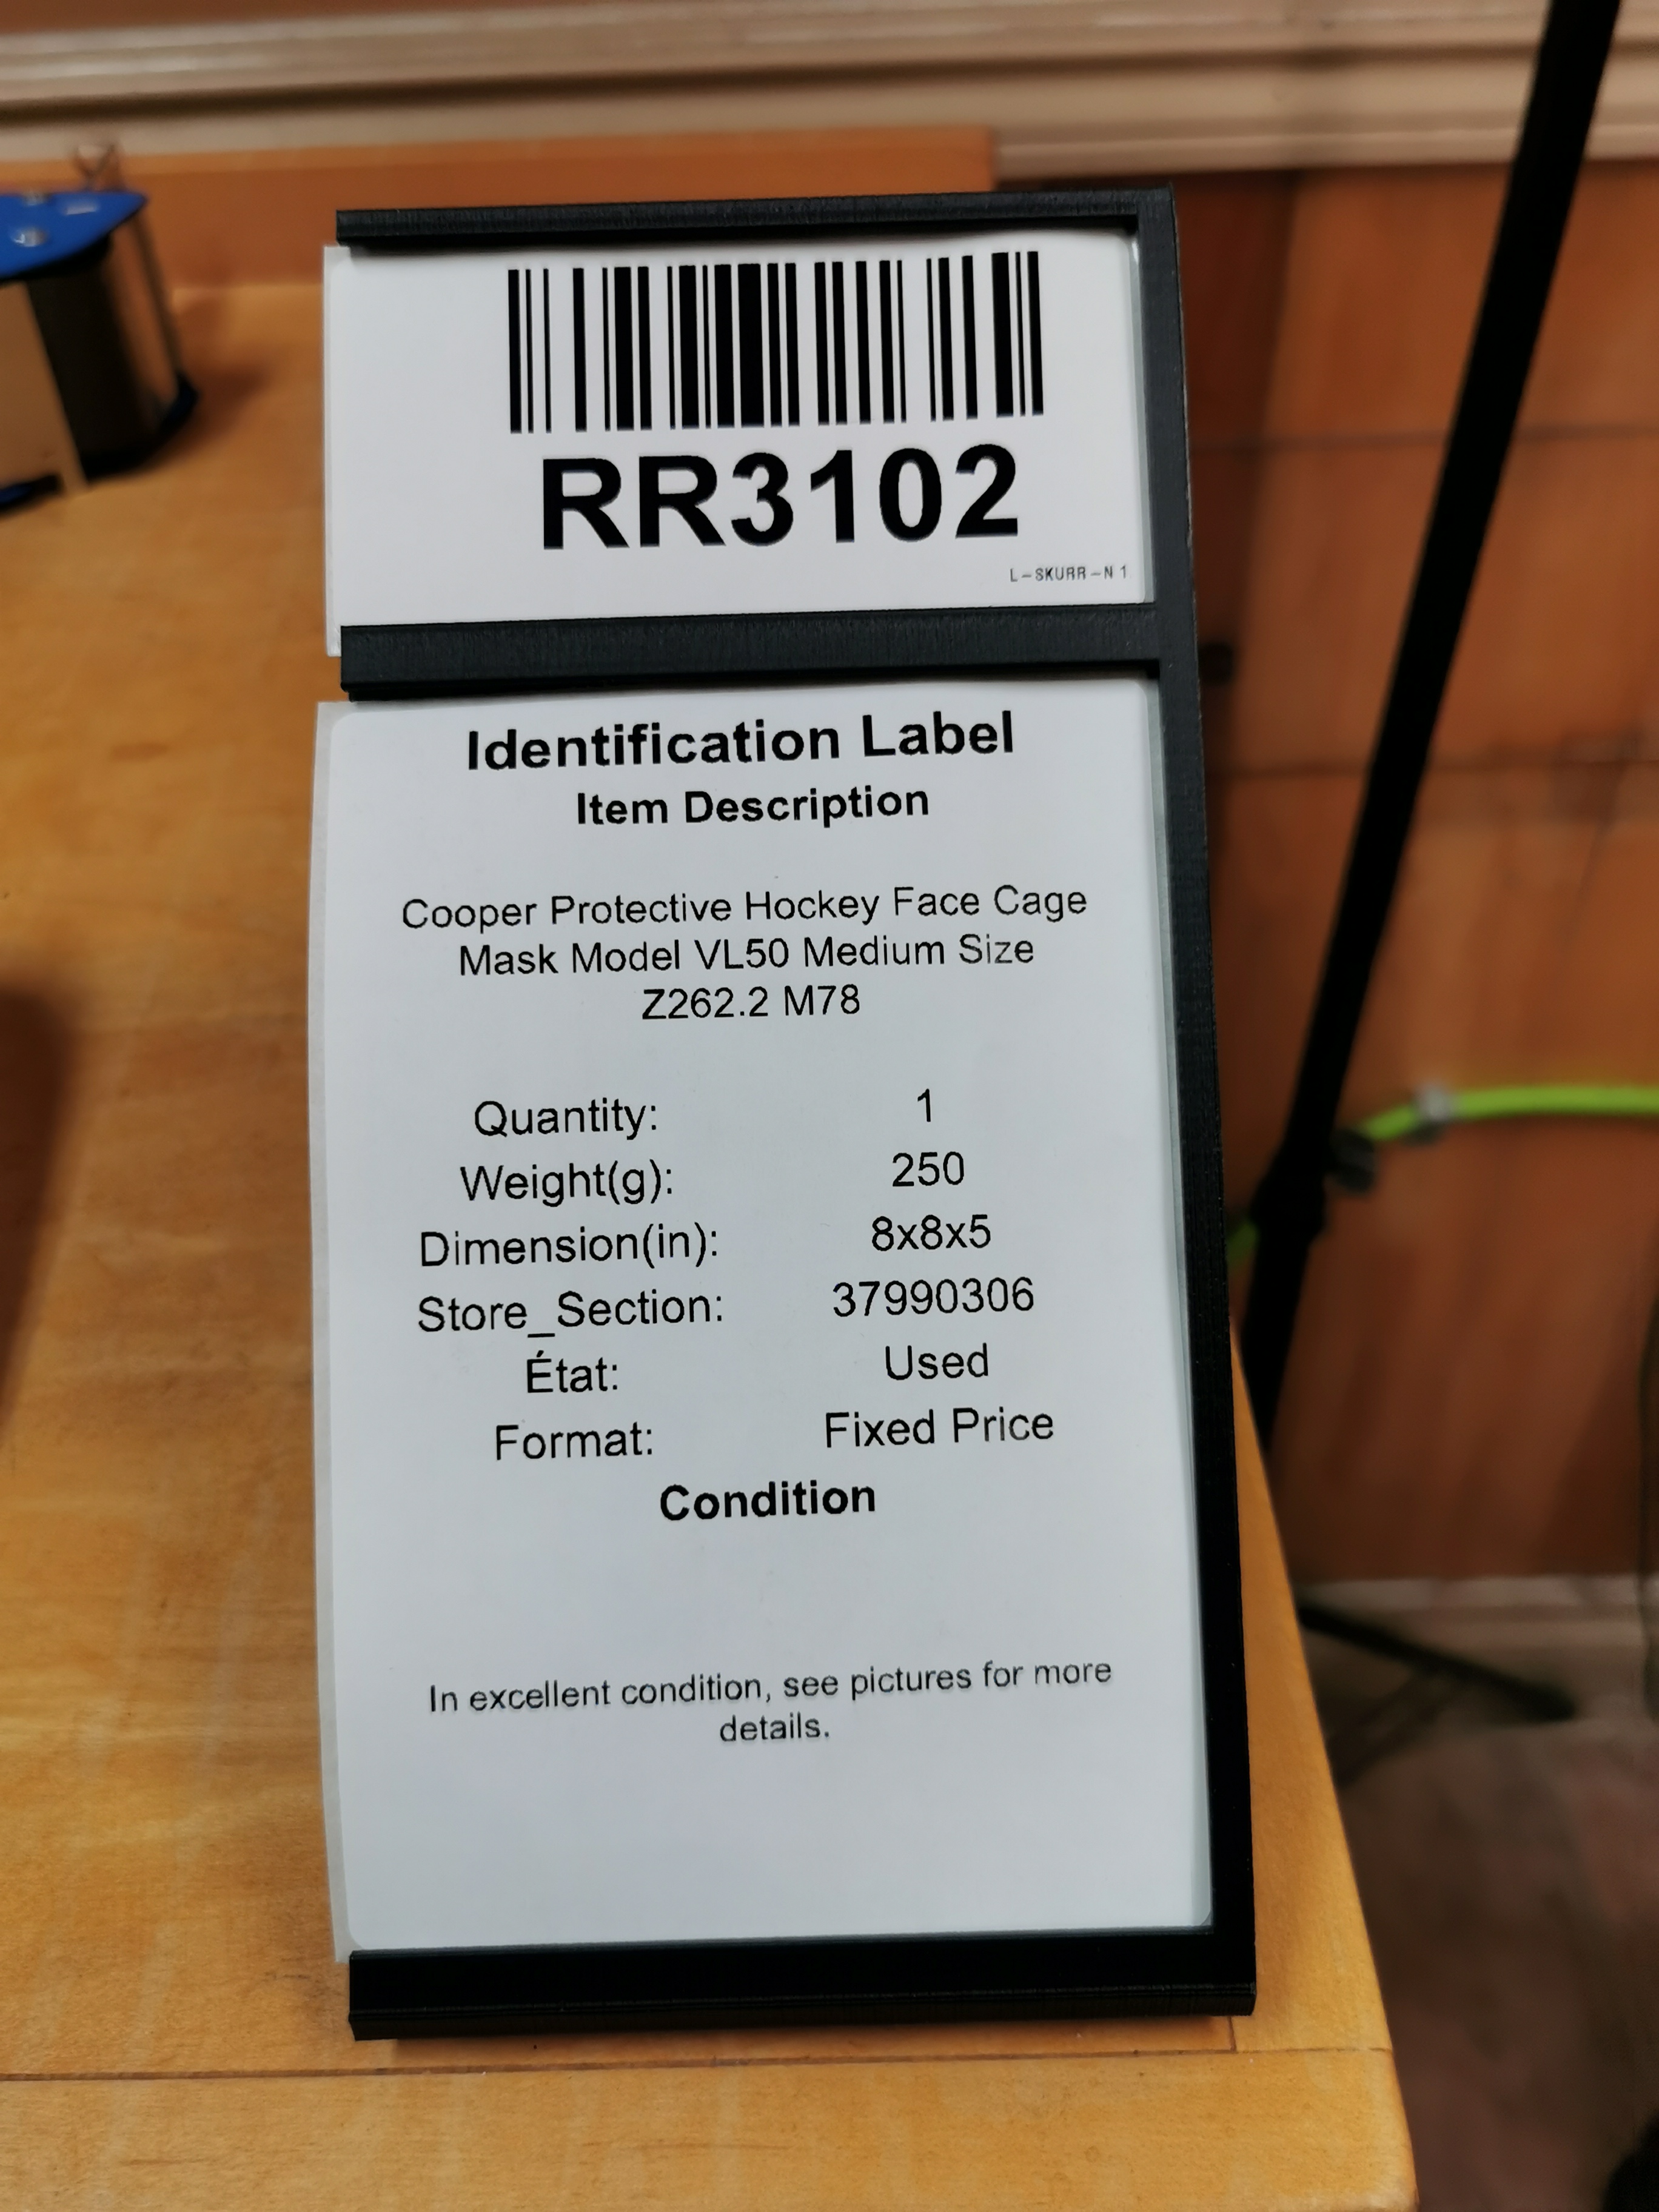 RR3102
L-SKURR-N 1
Identification Label
Item Description
Cooper Protective Hockey Face Cage
Mask Model VL50 Medium Size
Z262.2 M78
Quantity: 1
Weight(g): 250
Dimension(in): 8x8x5
Store_Section: 37990306
État: Used
Format: Fixed Price
Condition
In excellent condition, see pictures for more
details.